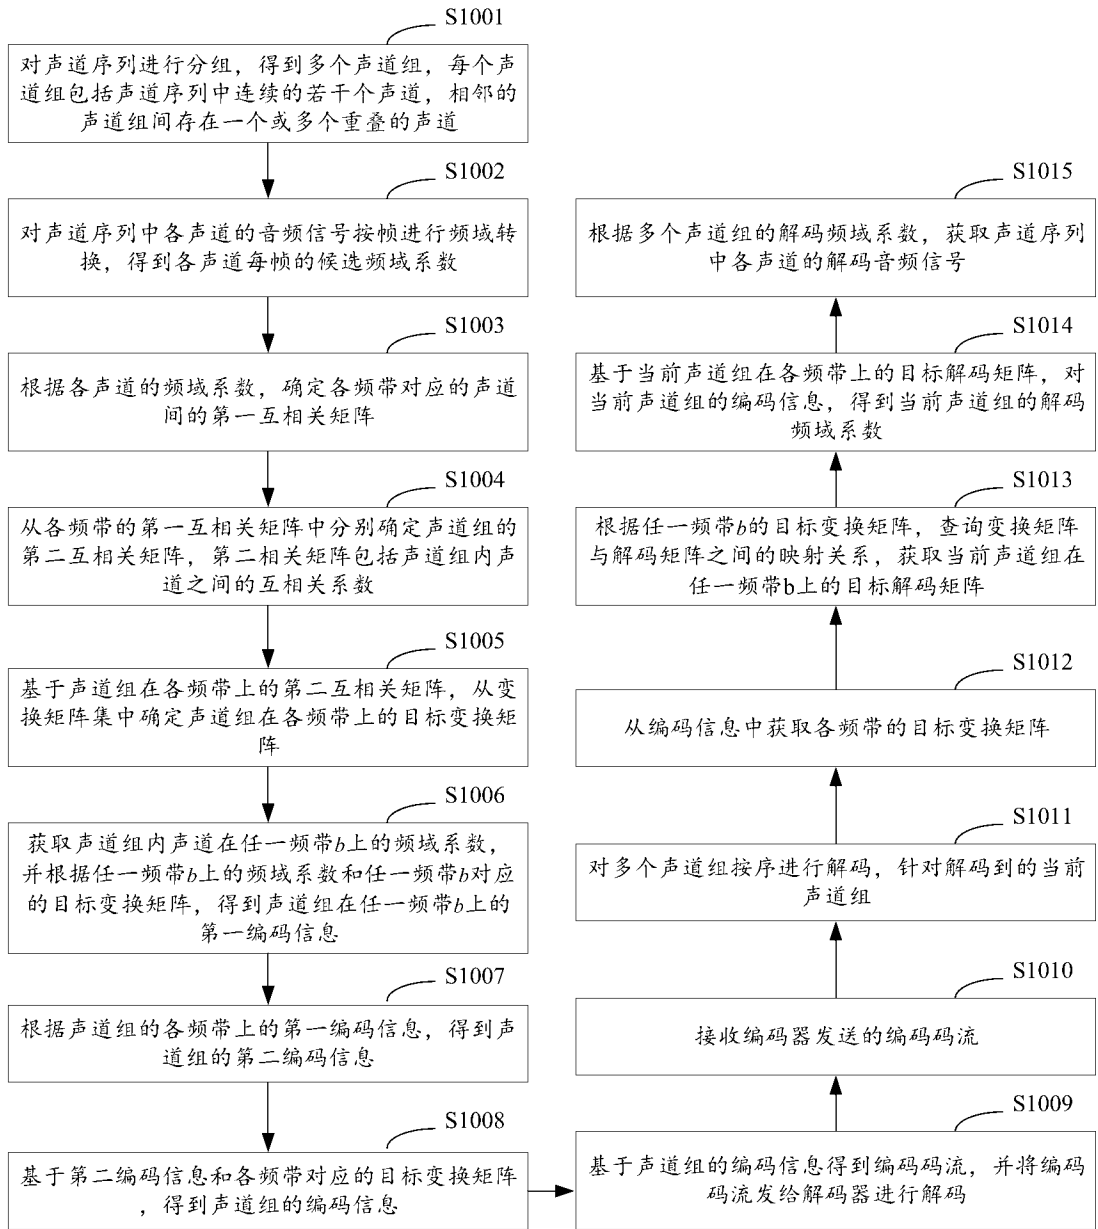 S1001
对声道序列进行分组，得到多个声道组，每个声
道组包括声道序列中连续的若干个声道，相邻的
声道组间存在一个或多个重叠的声道
S1002
对声道序列中各声道的音频信号按帧进行频域转
换，得到各声道每帧的候选频域系数
S1003
根据各声道的频域系数，确定各频带对应的声道
间的第一互相关矩阵
S1004
从各频带的第一互相关矩阵中分别确定声道组的
第二互相关矩阵，第二相关矩阵包括声道组内声
道之间的互相关系数
S1005
基于声道组在各频带上的第二互相关矩阵，从变
换矩阵集中确定声道组在各频带上的目标变换矩
阵
S1006
获取声道组内声道在任一频带b上的频域系数，
并根据任一频带b上的频域系数和任一频带b对应
的目标变换矩阵，得到声道组在任一频带b上的
第一编码信息
S1007
根据声道组的各频带上的第一编码信息，得到声
道组的第二编码信息
S1008
基于第二编码信息和各频带对应的目标变换矩阵
，得到声道组的编码信息
S1009
基于声道组的编码信息得到编码码流，并将编码
码流发给解码器进行解码
S1010
接收编码器发送的编码码流
S1011
对多个声道组按序进行解码，针对解码到的当前
声道组
S1012
从编码信息中获取各频带的目标变换矩阵
S1013
根据任一频带b的目标变换矩阵，查询变换矩阵
与解码矩阵之间的映射关系，获取当前声道组在
任一频带b上的目标解码矩阵
S1014
基于当前声道组在各频带上的目标解码矩阵，对
当前声道组的编码信息，得到当前声道组的解码
频域系数
S1015
根据多个声道组的解码频域系数，获取声道序列
中各声道的解码音频信号